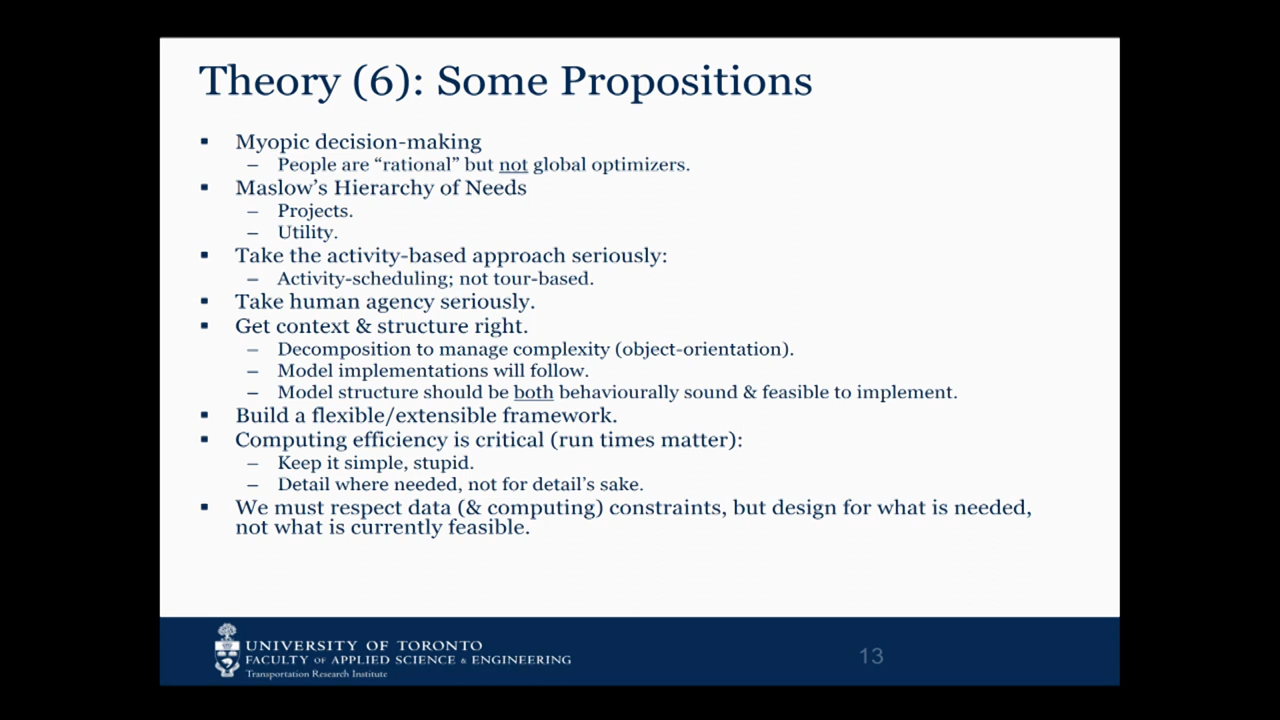 Theory (6): Some Propositions
▪ Myopic decision-making
– People are “rational” but not global optimizers.
▪ Maslow’s Hierarchy of Needs
– Projects.
– Utility.
▪ Take the activity-based approach seriously:
– Activity-scheduling; not tour-based.
▪ Take human agency seriously.
▪ Get context & structure right.
– Decomposition to manage complexity (object-orientation).
– Model implementations will follow.
– Model structure should be both behaviourally sound & feasible to implement.
▪ Build a flexible/extensible framework.
▪ Computing efficiency is critical (run times matter):
– Keep it simple, stupid.
– Detail where needed, not for detail’s sake.
▪ We must respect data (& computing) constraints, but design for what is needed,
not what is currently feasible.
UNIVERSITY OF TORONTO
FACULTY OF APPLIED SCIENCE & ENGINEERING
Transportation Research Institute
13